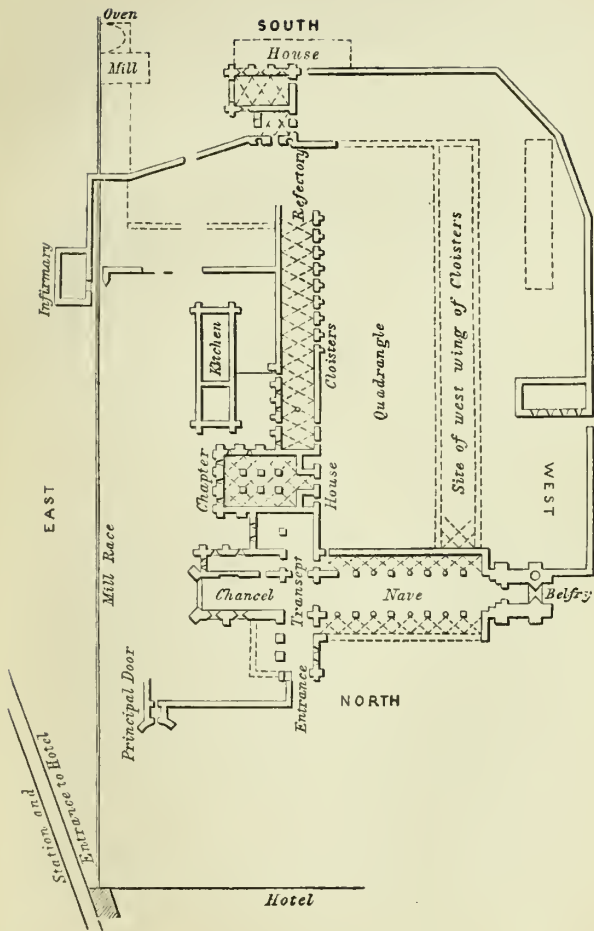 Oven
SOUTH
House
Mill
Refectory
Infirmary
Kitchen
Cloisters
Quadrangle
Site of west wing of Cloisters
Chapter
House
EAST
WEST
Mill Race
Chancel
Transept
Nave
Belfry
Principal Door
Entrance
NORTH
Station and
Entrance to Hotel
Hotel